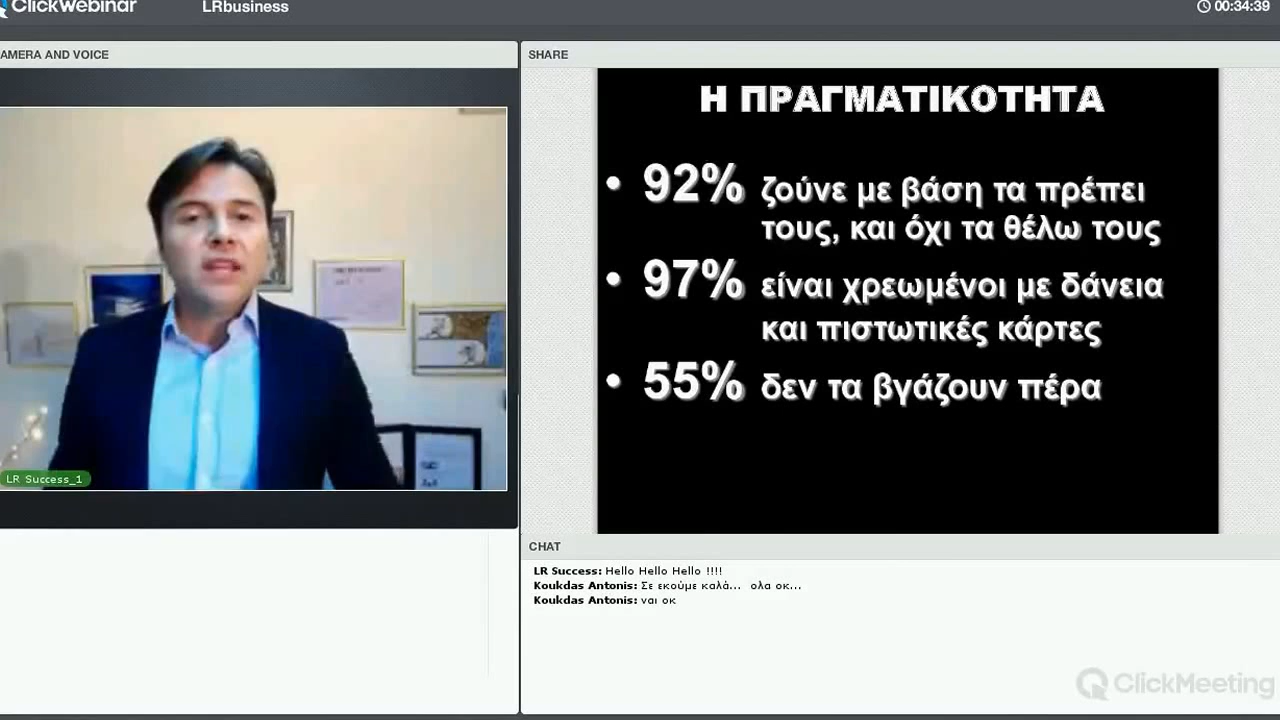 ClickWebinar
LRbusiness
00:34:39
AMERA AND VOICE
SHARE
Η ΠΡΑΓΜΑΤΙΚΟΤΗΤΑ
• 92% ζούνε με βάση τα πρέπει
τους, και όχι τα θέλω τους
• 97% είναι χρεωμένοι με δάνεια
και πιστωτικές κάρτες
• 55% δεν τα βγάζουν πέρα
LR Success_1
CHAT
LR Success: Hello Hello Hello !!!!
Koukdas Antonis: Σε εκούμε καλά... ολα οκ...
Koukdas Antonis: ναι οκ
ClickMeeting